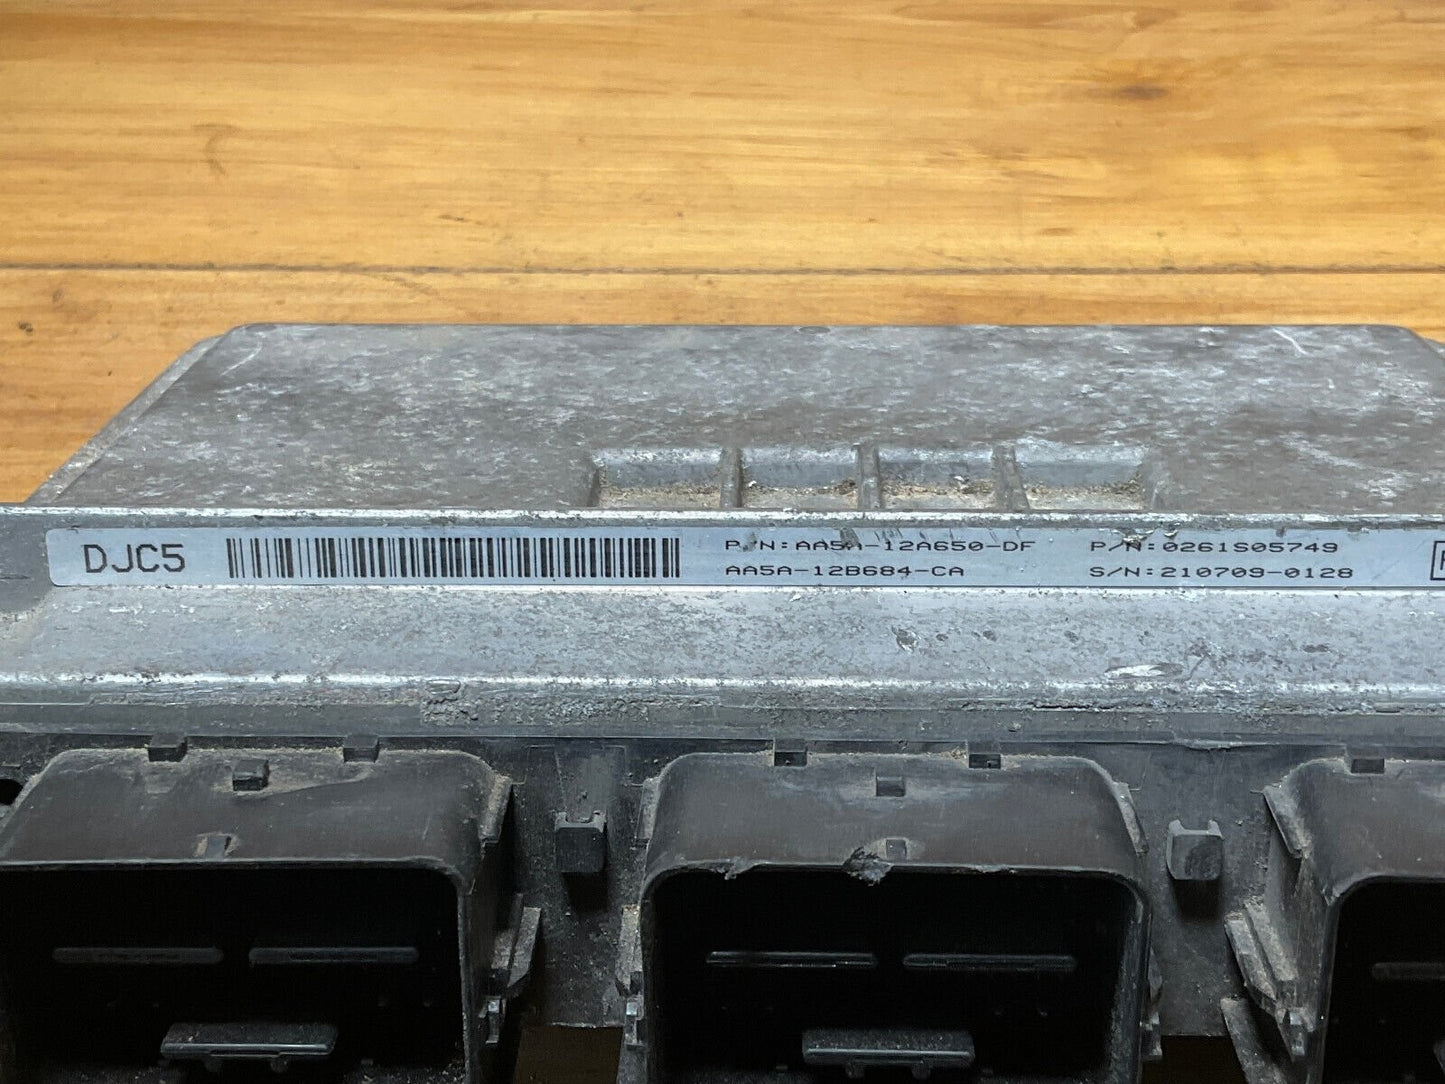 DJC5
P/N:AA5A-12A650-DF
AA5A-12B684-CA
P/N:0261S05749
S/N:210709-0128